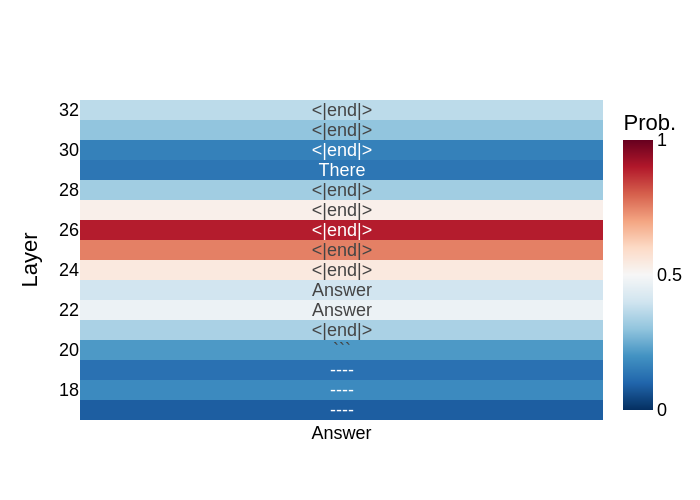 Prob.
1
0.5
0
Layer
32 <|end|>
<|end|>
30 <|end|>
There
28 <|end|>
<|end|>
26 <|end|>
<|end|>
24 <|end|>
Answer
22 Answer
<|end|>
20 ```
----
18 ----
----
Answer